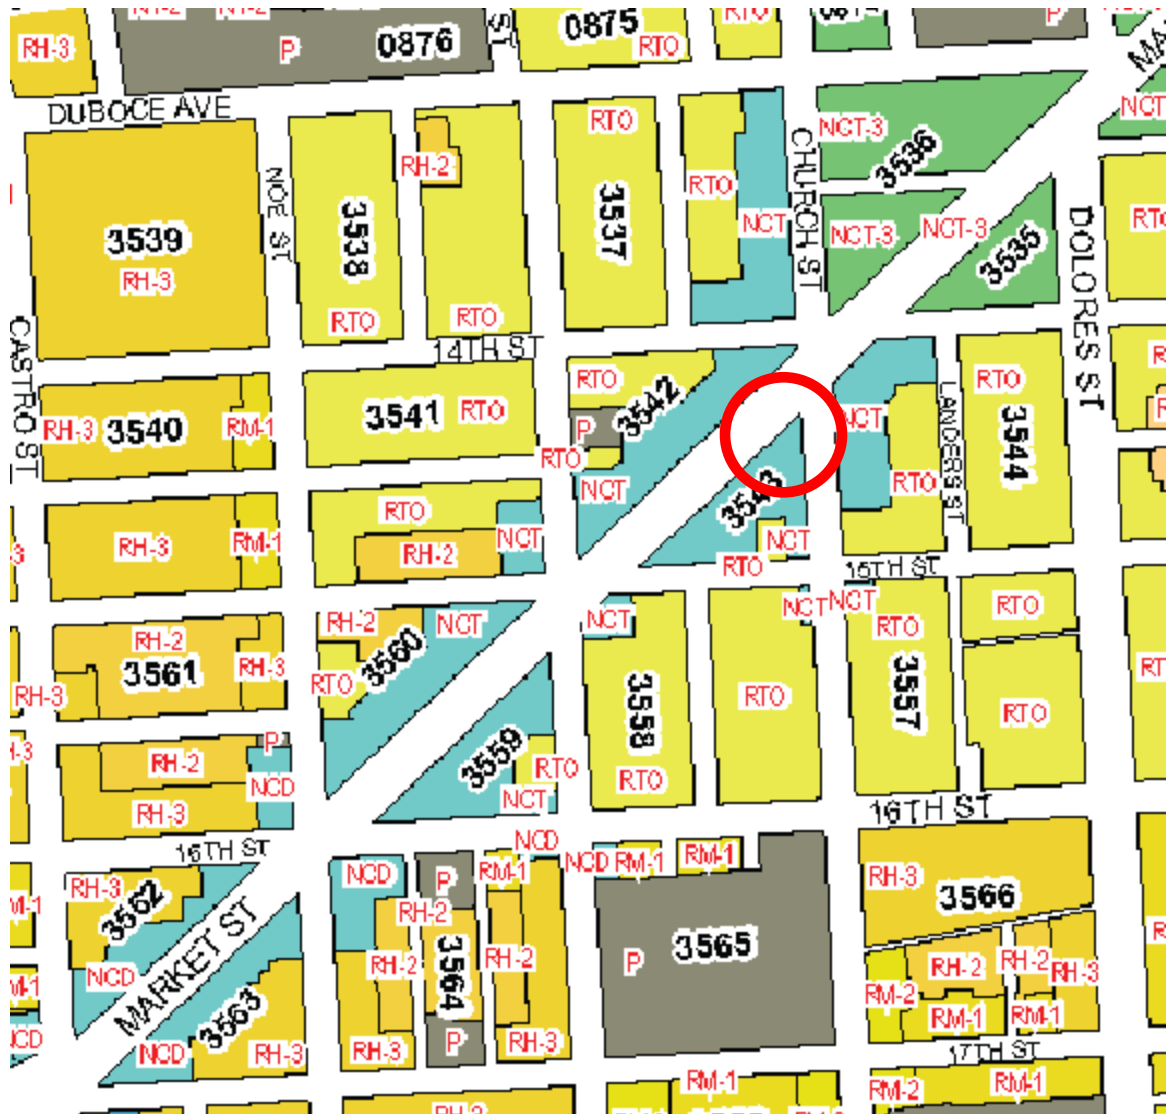 RH-3
P
0876
ST
0875
RTO
RTO
P
DUBOCE AVE
NCT
RTO
RH-2
NOE ST
3538
3537
RTO
NCT
CHURCH ST
NCT-3
3536
NCT-3
NCT-3
3535
DOLORES ST
3539
RH-3
RTO
RTO
14TH ST
CASTRO ST
RTO
3542
P
RTO
NCT
3541
RTO
RH-3
3540
RM-1
NCT
RTO
LANDERS ST
RTO
3544
3543
NCT
RTO
15TH ST
RH-3
RM-1
RTO
RH-2
NCT
RH-2
3561
RH-3
RH-3
RH-2
NCT
3560
RTO
NCT
3558
RTO
NCT
NCT
RTO
RTO
3557
RTO
RTO
RTO
RH-2
P
NCD
RH-3
3559
RTO
NCT
16TH ST
16TH ST
RH-3
3562
NCD
MARKET ST
3563
NCD
RH-3
NCD
P
RM-1
NCD
NCD
RM-1
RM-1
RH-2
3564
RH-2
RH-2
P
RH-3
RH-3
P
3565
RH-3
3566
RH-2
RH-2
RH-3
RM-2
RM-1
RM-1
17TH ST
RM-1
RM-2
RM-1